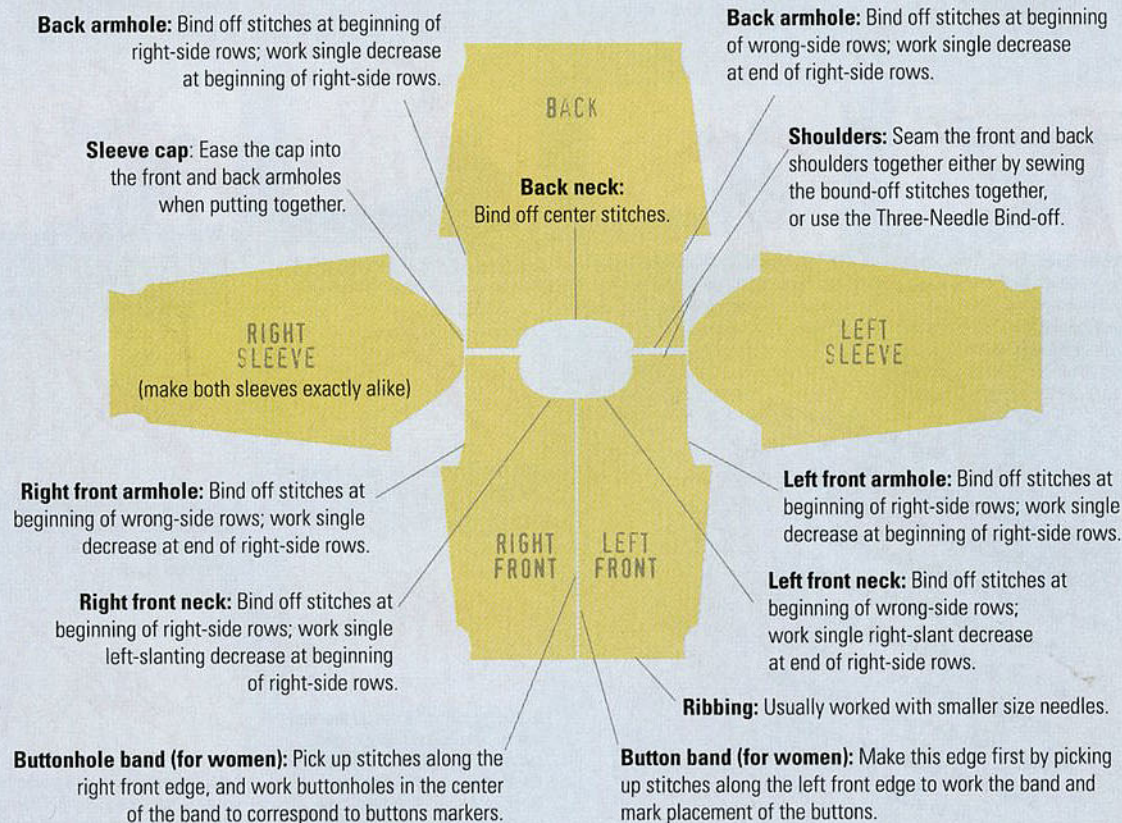 Back armhole: Bind off stitches at beginning of
right-side rows; work single decrease
at beginning of right-side rows.
Back armhole: Bind off stitches at beginning
of wrong-side rows; work single decrease
at end of right-side rows.
BACK
Sleeve cap: Ease the cap into
the front and back armholes
when putting together.
Back neck:
Bind off center stitches.
Shoulders: Seam the front and back
shoulders together either by sewing
the bound-off stitches together,
or use the Three-Needle Bind-off.
RIGHT
SLEEVE
(make both sleeves exactly alike)
LEFT
SLEEVE
Right front armhole: Bind off stitches at
beginning of wrong-side rows; work single
decrease at end of right-side rows.
RIGHT
FRONT
LEFT
FRONT
Left front armhole: Bind off stitches at
beginning of right-side rows; work single
decrease at beginning of right-side rows.
Right front neck: Bind off stitches at
beginning of right-side rows; work single
left-slanting decrease at beginning
of right-side rows.
Left front neck: Bind off stitches at
beginning of wrong-side rows;
work single right-slant decrease
at end of right-side rows.
Ribbing: Usually worked with smaller size needles.
Buttonhole band (for women): Pick up stitches along the
right front edge, and work buttonholes in the center
of the band to correspond to buttons markers.
Button band (for women): Make this edge first by picking
up stitches along the left front edge to work the band and
mark placement of the buttons.